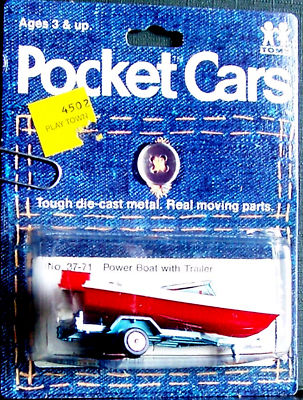 Ages 3 & up.
TOMY
Pocket Cars
4502
PLAY TOWN
Tough die-cast metal. Real moving parts.
No. 37-71 Power Boat with Trailer